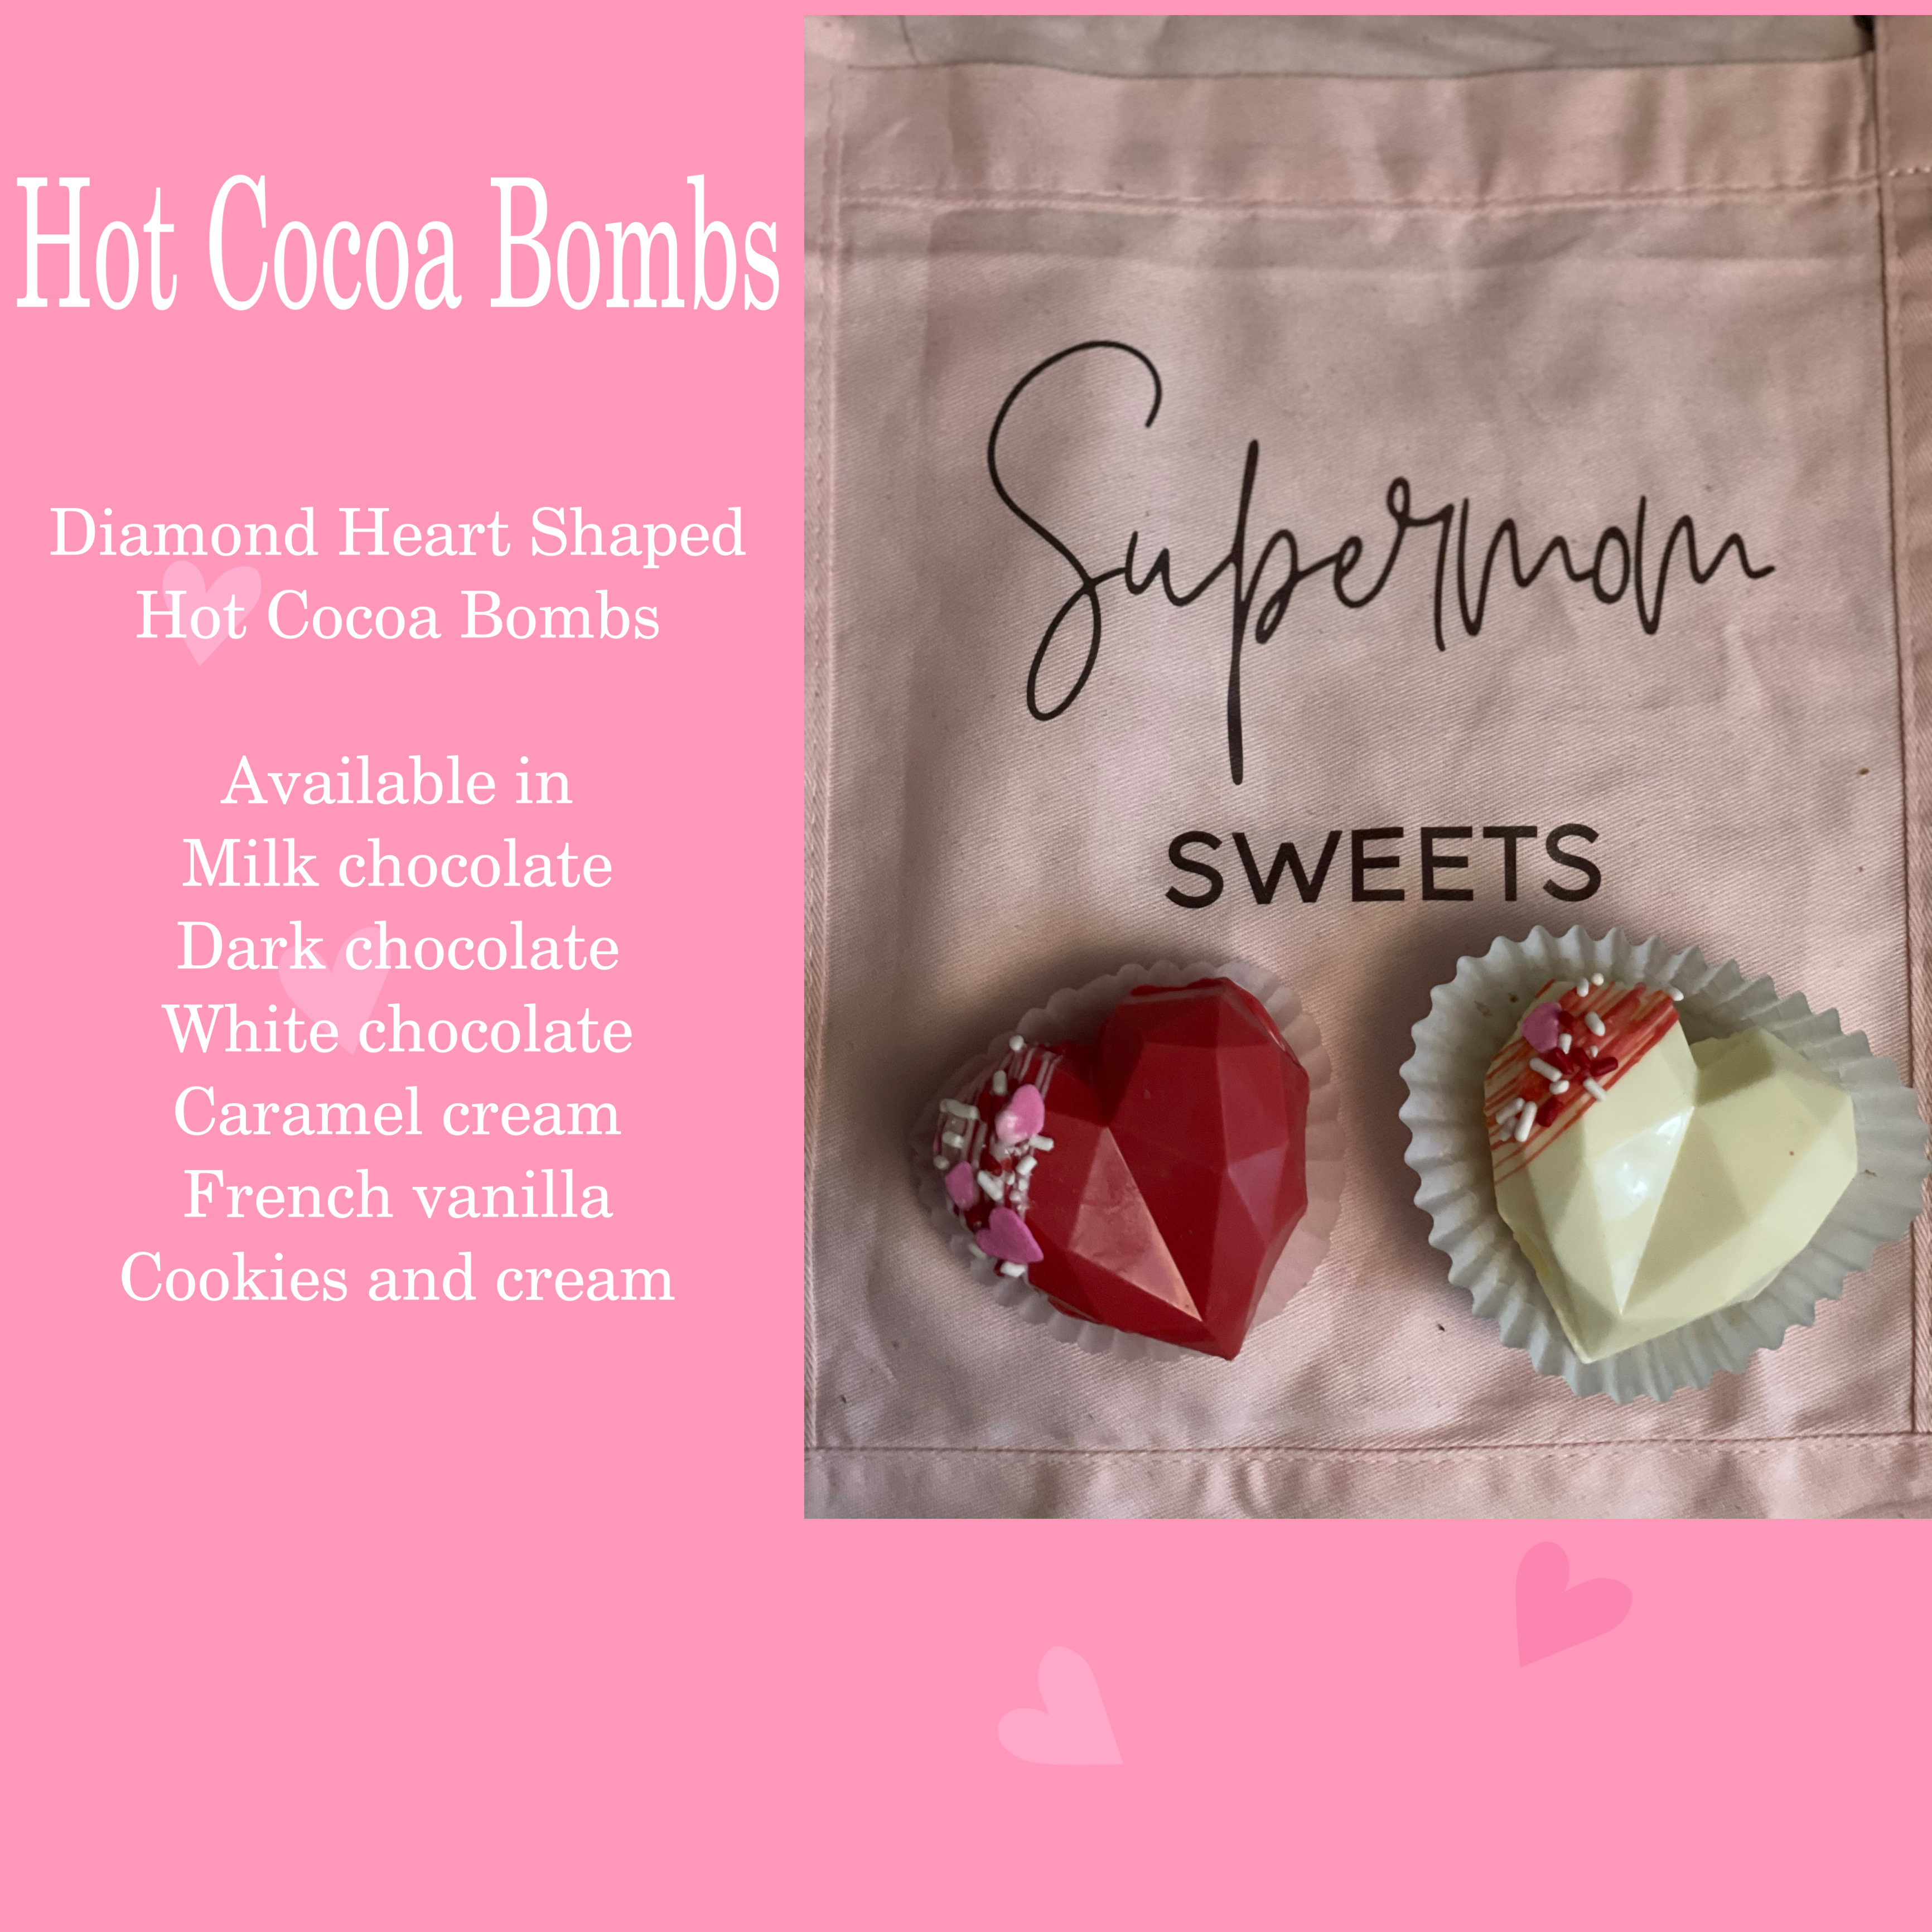 Hot Cocoa Bombs
Diamond Heart Shaped
Hot Cocoa Bombs
Available in
Milk chocolate
Dark chocolate
White chocolate
Caramel cream
French vanilla
Cookies and cream
Supermom
SWEETS